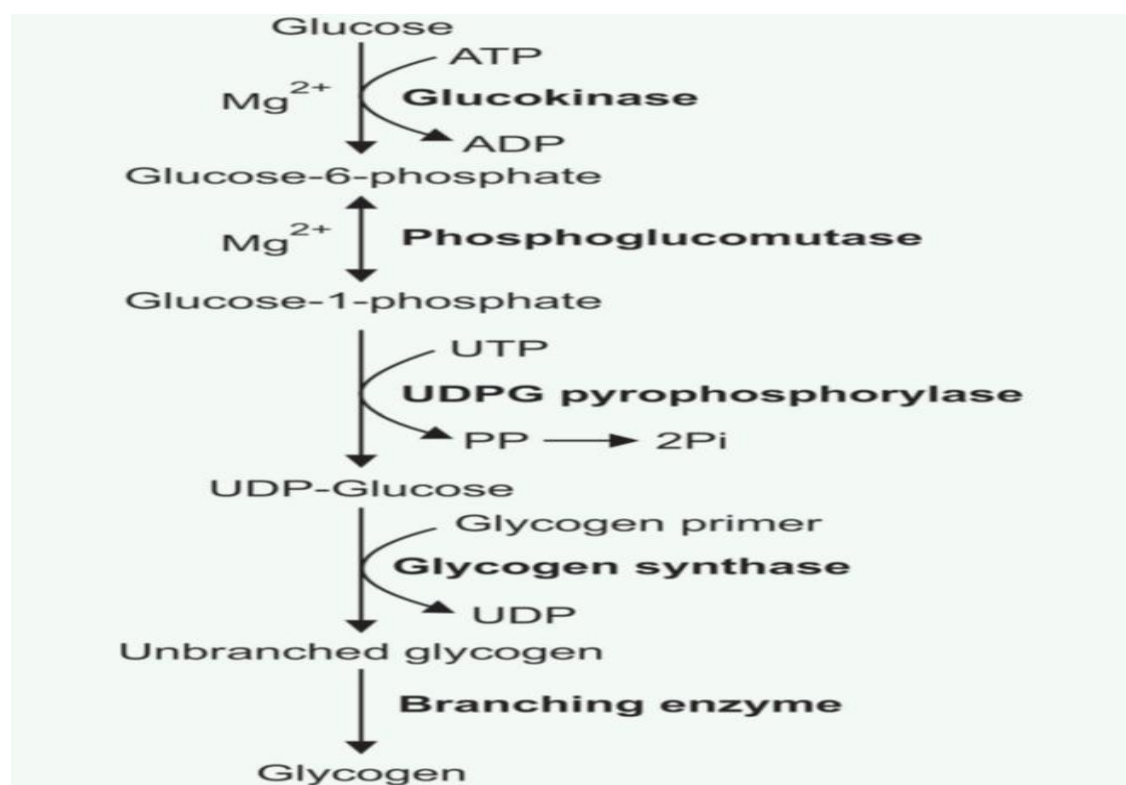 Glucose
ATP
Mg2+
Glucokinase
ADP
Glucose-6-phosphate
Mg2+
Phosphoglucomutase
Glucose-1-phosphate
UTP
UDPG pyrophosphorylase
PP 2Pi
UDP-Glucose
Glycogen primer
Glycogen synthase
UDP
Unbranched glycogen
Branching enzyme
Glycogen